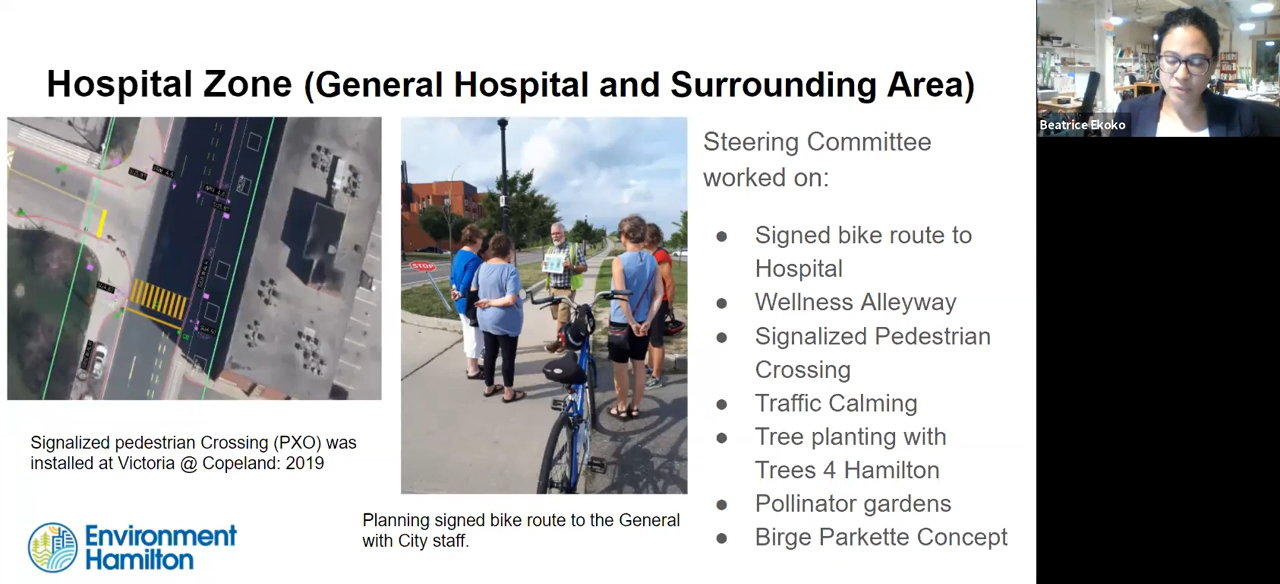 Hospital Zone (General Hospital and Surrounding Area)
Beatrice Ekoko
Steering Committee
worked on:
● Signed bike route to
Hospital
● Wellness Alleyway
● Signalized Pedestrian
Crossing
● Traffic Calming
● Tree planting with
Trees 4 Hamilton
● Pollinator gardens
● Birge Parkette Concept
STOP
Signalized pedestrian Crossing (PXO) was
installed at Victoria @ Copeland: 2019
Planning signed bike route to the General
with City staff.
Environment
Hamilton